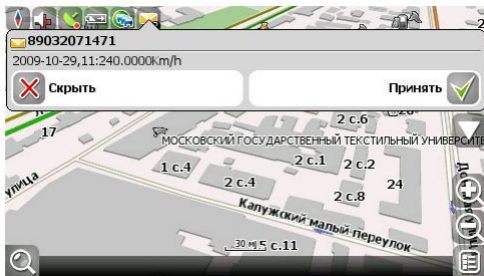 89032071471
2009-10-29,11:240.0000Km/h
Скрыть
Принять
2 с.6
17
МОСКОВСКИЙ ГОСУДАРСТВЕННЫЙ ТЕКСТИЛЬНЫЙ УНИВЕРСИТЕ
1 с.4
2 с.1
2 с.2
2 с.4
24
улица
2 с.8
Калужский малый переулок
30 м
5 с.11